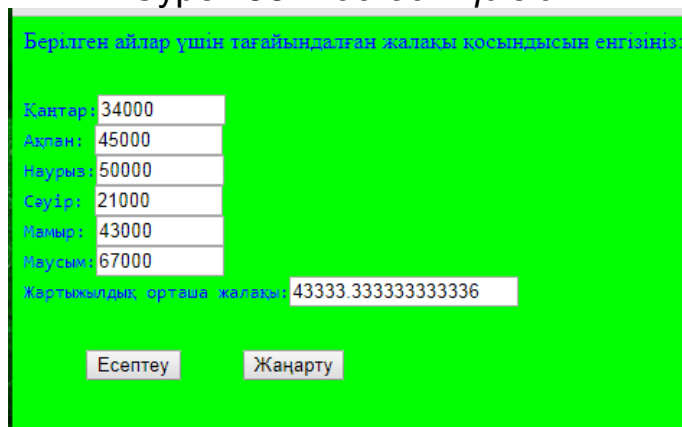 Берілген айлар үшін тағайындалған жалақы қосындысын енгізіңіз:
Қаңтар: 34000
Ақпан: 45000
Наурыз: 50000
Сәуір: 21000
Мамыр: 43000
Маусым: 67000
Жартыжылдық орташа жалақы: 43333.333333333336
Есептеу Жаңарту